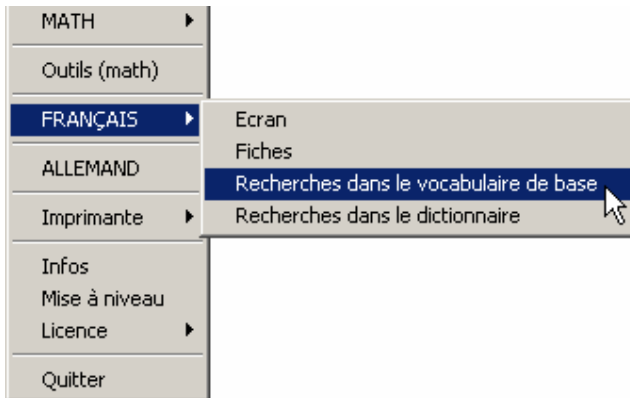 MATH
Outils (math)
FRANÇAIS
Ecran
Fiches
Recherches dans le vocabulaire de base
Recherches dans le dictionnaire
ALLEMAND
Imprimante
Infos
Mise à niveau
Licence
Quitter